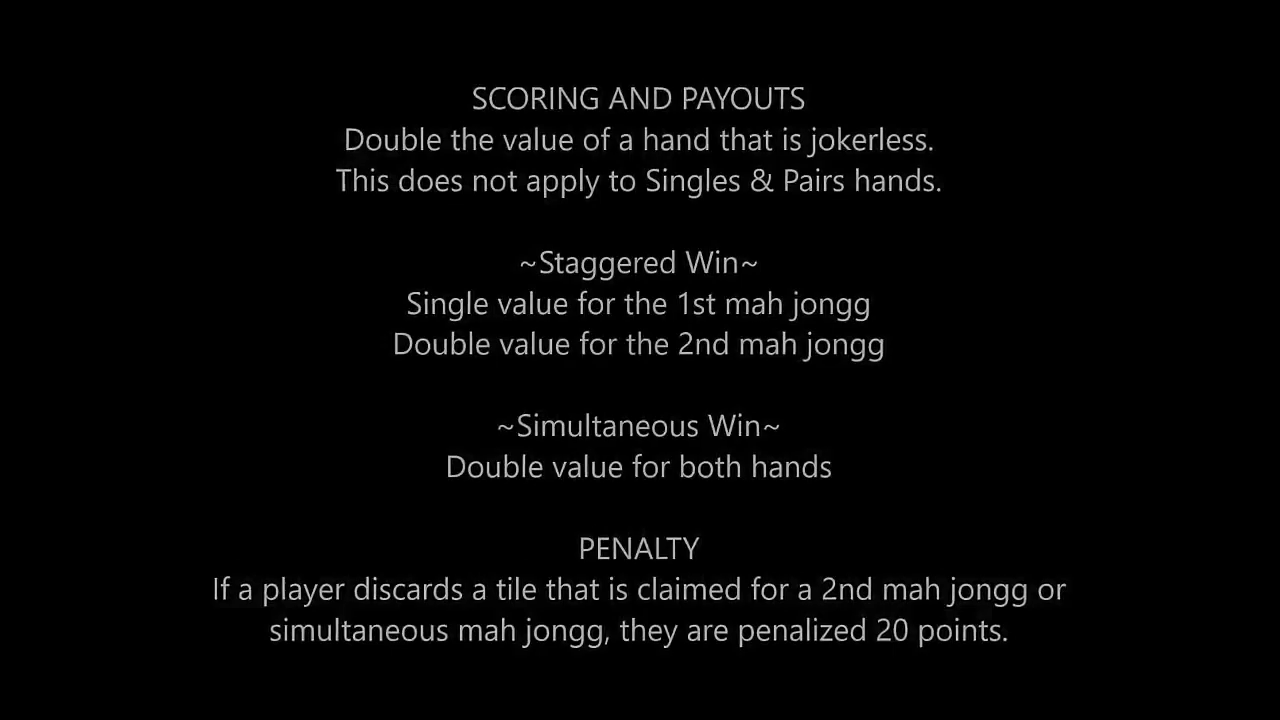 SCORING AND PAYOUTS
Double the value of a hand that is jokerless.
This does not apply to Singles & Pairs hands.
~Staggered Win~
Single value for the 1st mah jongg
Double value for the 2nd mah jongg
~Simultaneous Win~
Double value for both hands
PENALTY
If a player discards a tile that is claimed for a 2nd mah jongg or
simultaneous mah jongg, they are penalized 20 points.